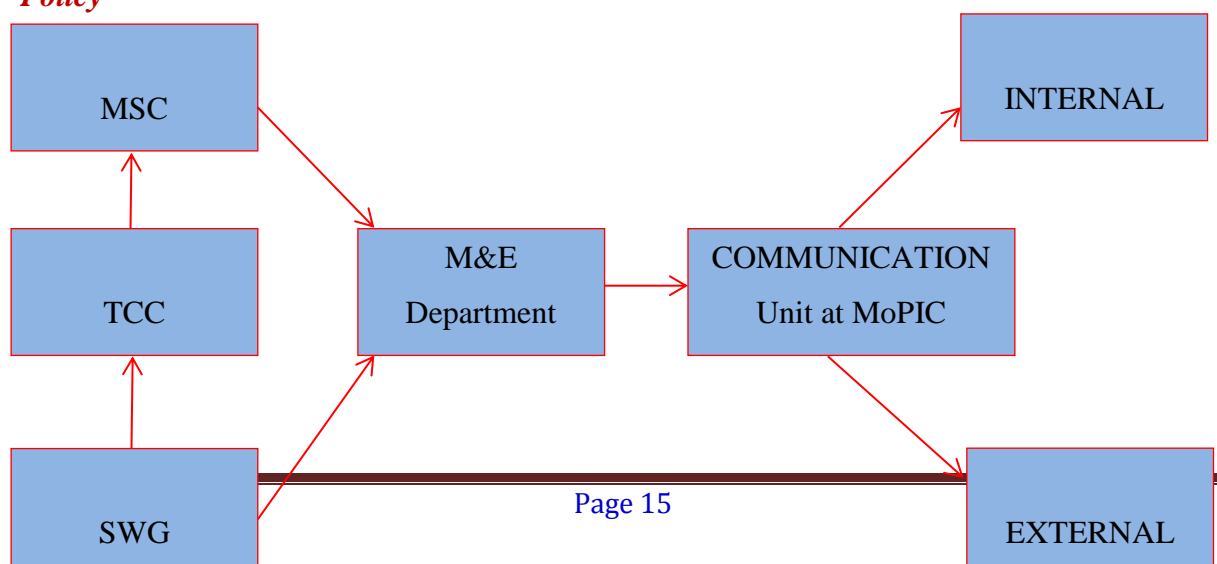 Policy
MSC
INTERNAL
TCC
M&E
Department
COMMUNICATION
Unit at MoPIC
SWG
Page 15
EXTERNAL